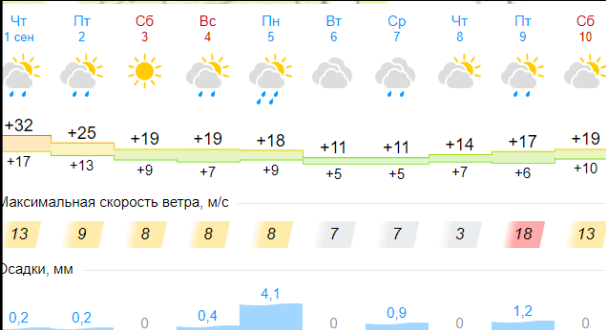 Чт Пт Сб Вс Пн Вт Ср Чт Пт Сб
1 сен 2 3 4 5 6 7 8 9 10
+32 +25 +19 +19 +18 +11 +11 +14 +17 +19
+17 +13 +9 +7 +9 +5 +5 +7 +6 +10
Максимальная скорость ветра, м/с
13 9 8 8 8 7 7 3 18 13
Осадки, мм
0,2 0,2 0 0,4 4,1 0 0,9 0 1,2 0